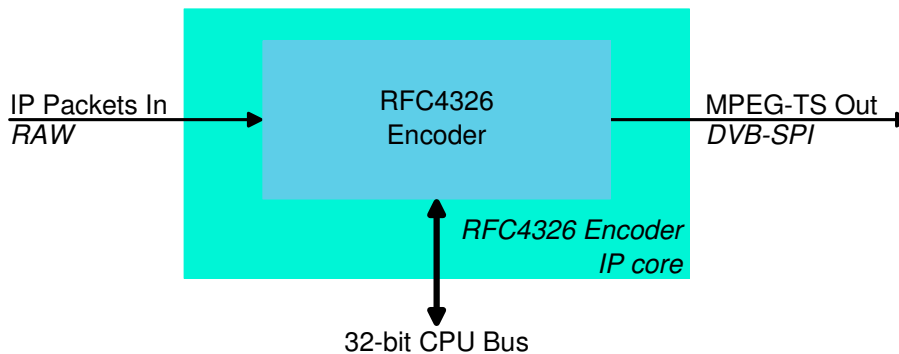 IP Packets In
RAW
RFC4326
Encoder
MPEG-TS Out
DVB-SPI
RFC4326 Encoder
IP core
32-bit CPU Bus